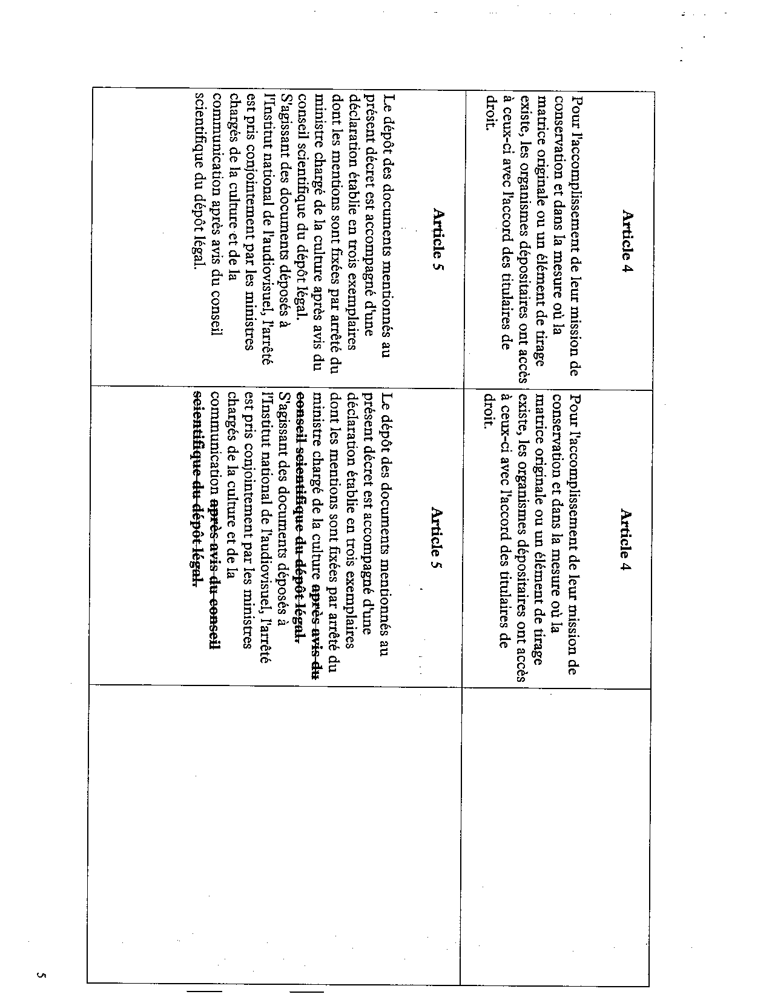 Article 4
Pour l'accomplissement de leur mission de
conservation et dans la mesure où la
matrice originale ou un élément de tirage
existe, les organismes dépositaires ont accès
à ceux-ci avec l'accord des titulaires de
droit.
Article 4
Pour l'accomplissement de leur mission de
conservation et dans la mesure où la
matrice originale ou un élément de tirage
existe, les organismes dépositaires ont accès
à ceux-ci avec l'accord des titulaires de
droit.
Article 5
Le dépôt des documents mentionnés au
présent décret est accompagné d'une
déclaration établie en trois exemplaires
dont les mentions sont fixées par arrêté du
ministre chargé de la culture après avis du
conseil scientifique du dépôt légal.
S'agissant des documents déposés à
l'Institut national de l'audiovisuel, l'arrêté
est pris conjointement par les ministres
chargés de la culture et de la
communication après avis du conseil
scientifique du dépôt légal.
Article 5
Le dépôt des documents mentionnés au
présent décret est accompagné d'une
déclaration établie en trois exemplaires
dont les mentions sont fixées par arrêté du
ministre chargé de la culture après avis du
conseil scientifique du dépôt légal.
S'agissant des documents déposés à
l'Institut national de l'audiovisuel, l'arrêté
est pris conjointement par les ministres
chargés de la culture et de la
communication après avis du conseil
scientifique du dépôt légal.
5